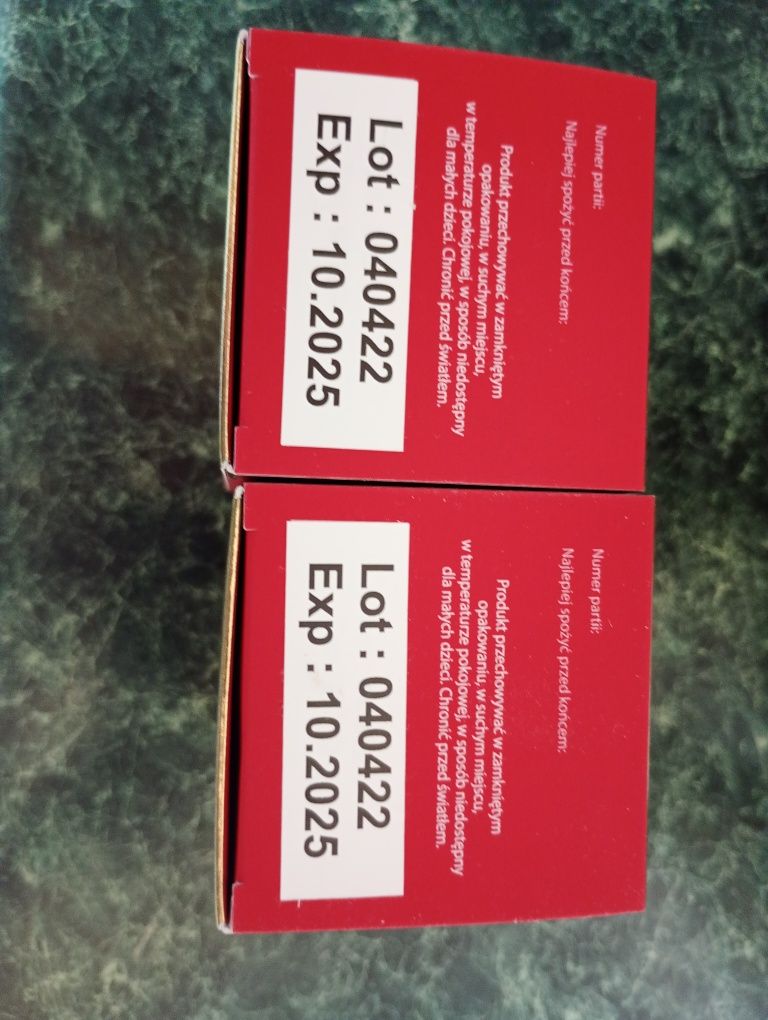 Numer partii:
Najlepiej spożyć przed końcem:
Produkt przechowywać w zamkniętym
opakowaniu, w suchym miejscu,
w temperaturze pokojowej, w sposób niedostępny
dla małych dzieci. Chronić przed światłem.
Lot : 040422
Exp : 10.2025
Numer partii:
Najlepiej spożyć przed końcem:
Produkt przechowywać w zamkniętym
opakowaniu, w suchym miejscu,
w temperaturze pokojowej, w sposób niedostępny
dla małych dzieci. Chronić przed światłem.
Lot : 040422
Exp : 10.2025